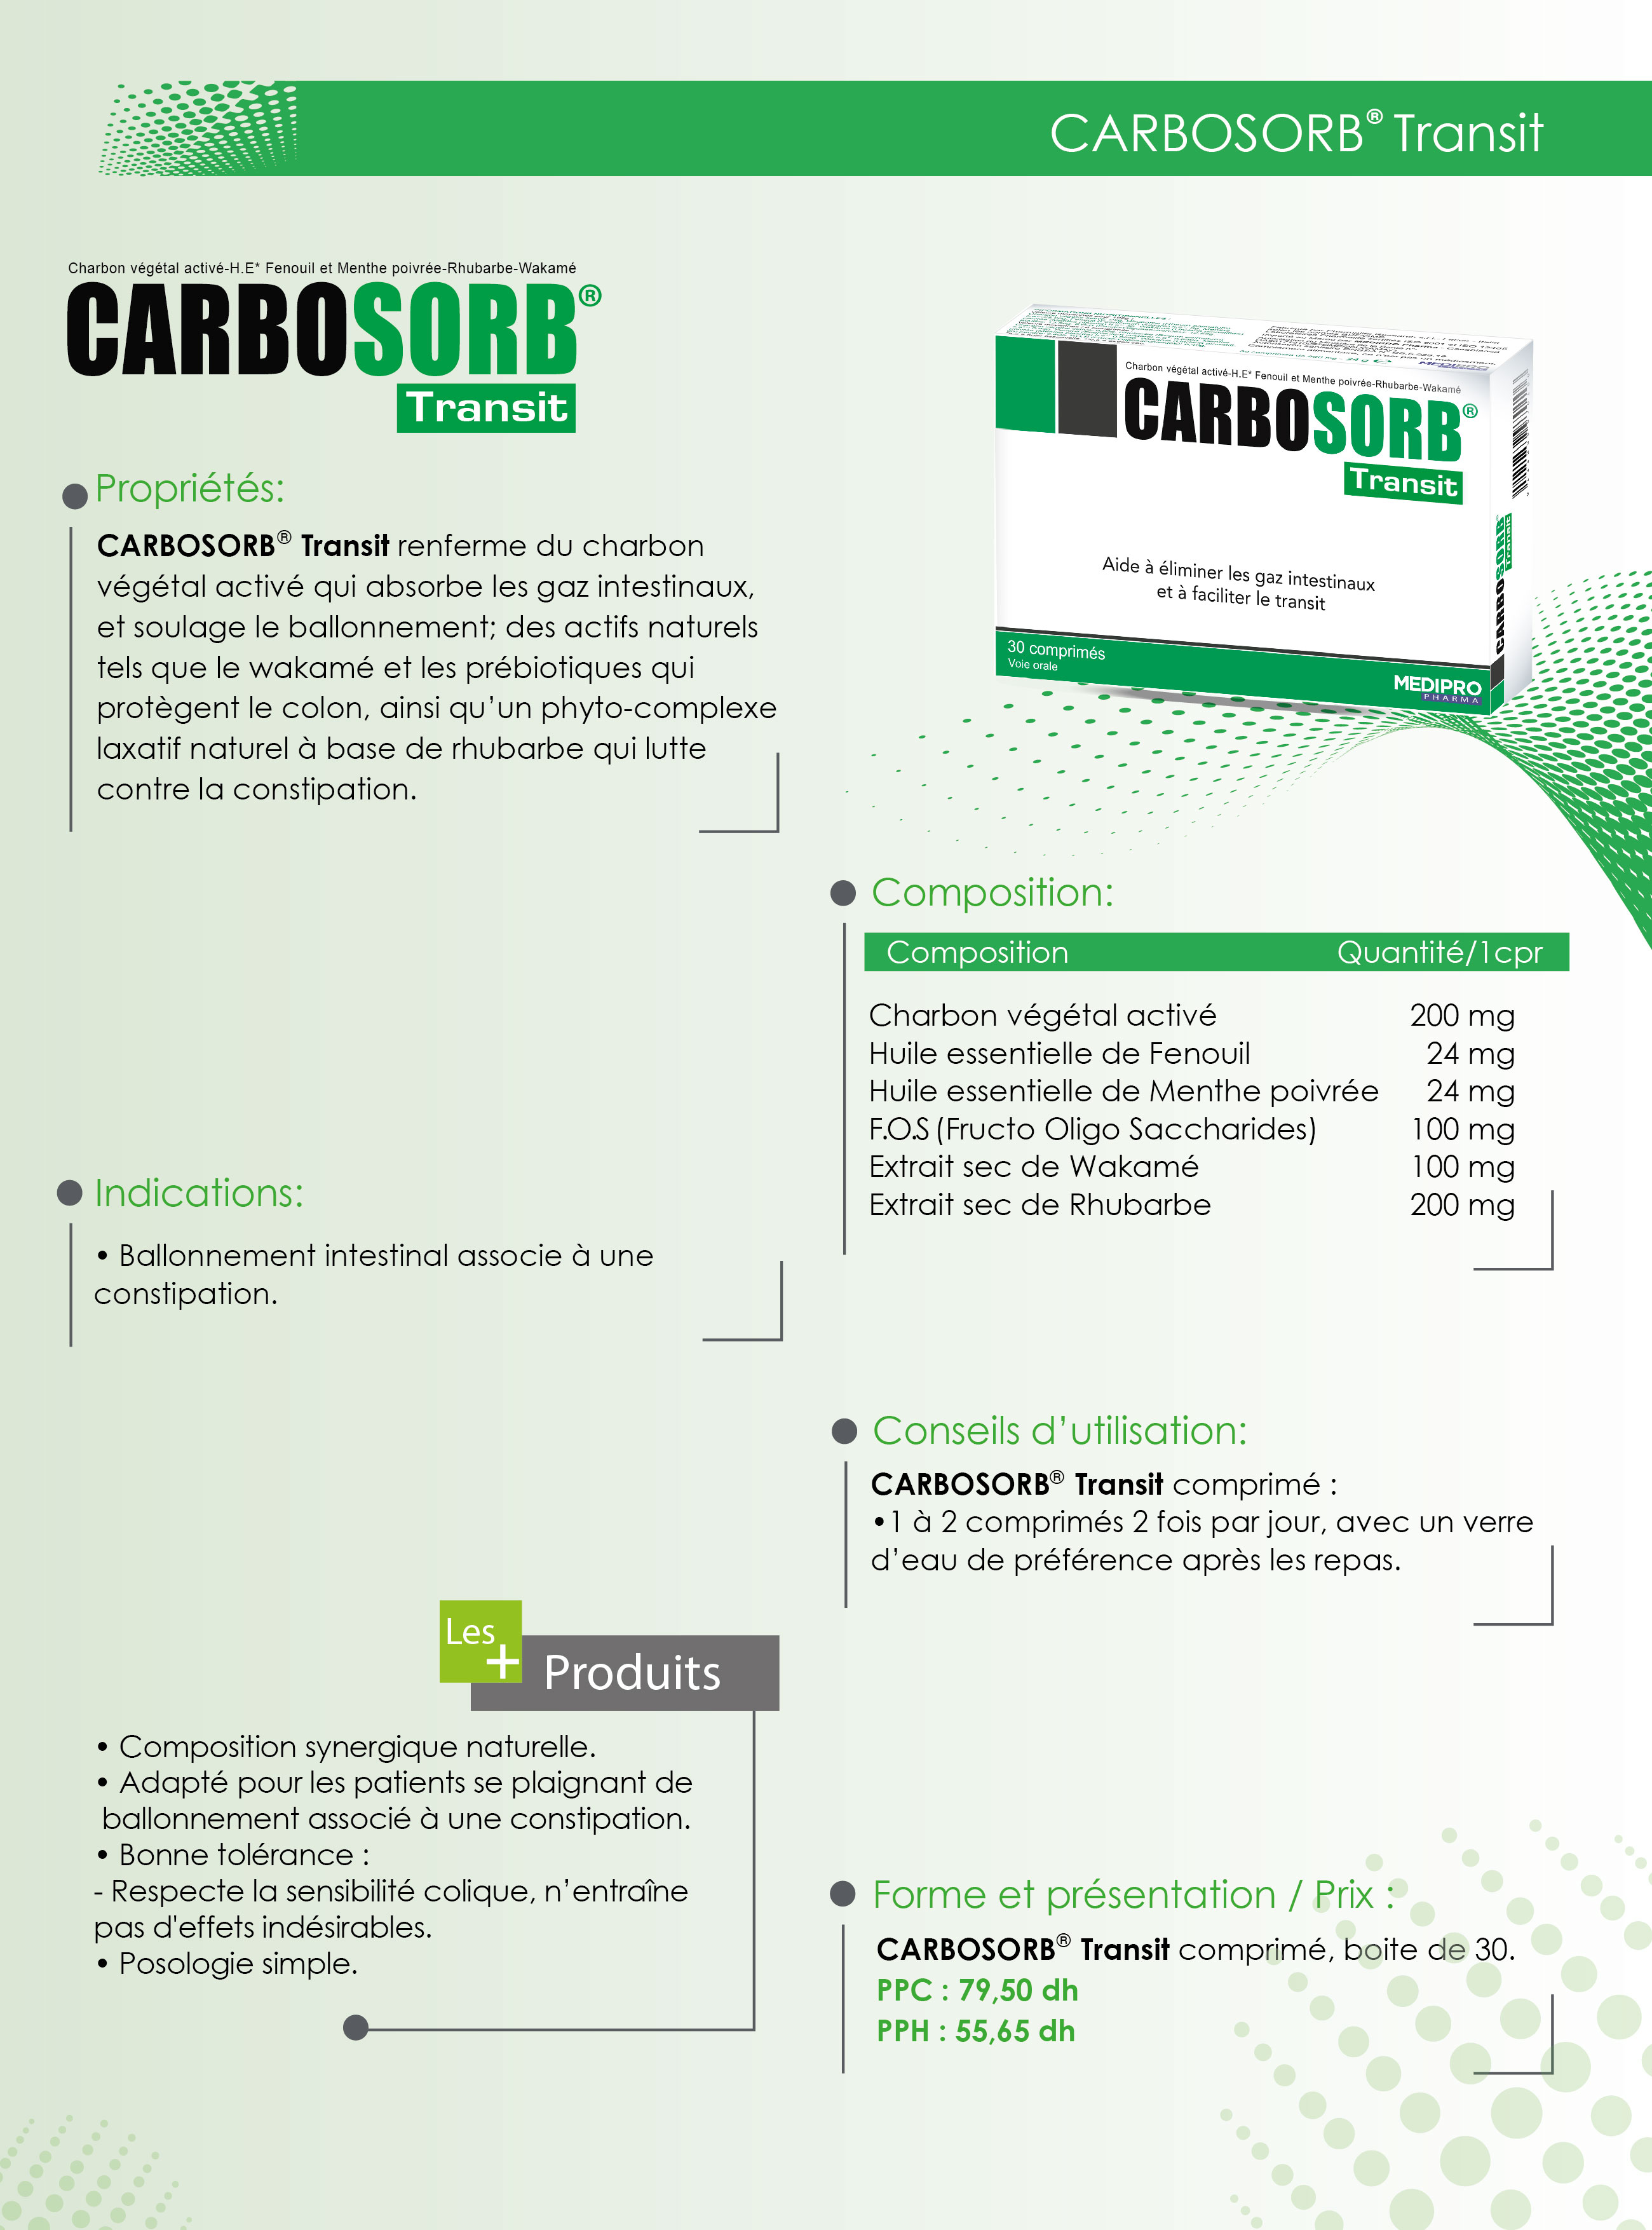 CARBOSORB® Transit
Charbon végétal activé-H.E* Fenouil et Menthe poivrée-Rhubarbe-Wakamé
CARBOSORB®
Transit
Propriétés:
CARBOSORB® Transit renferme du charbon
végétal activé qui absorbe les gaz intestinaux,
et soulage le ballonnement; des actifs naturels
tels que le wakamé et les prébiotiques qui
protègent le colon, ainsi qu’un phyto-complexe
laxatif naturel à base de rhubarbe qui lutte
contre la constipation.
Charbon végétal activé-H.E* Fenouil et Menthe poivrée-Rhubarbe-Wakamé
CARBOSORB®
Transit
Aide à éliminer les gaz intestinaux
et à faciliter le transit
30 comprimés
Voie orale
MEDIPRO
PHARMA
CARBOSORB
Transit
Composition:
Composition Quantité/1cpr
Charbon végétal activé 200 mg
Huile essentielle de Fenouil 24 mg
Huile essentielle de Menthe poivrée 24 mg
F.O.S (Fructo Oligo Saccharides) 100 mg
Extrait sec de Wakamé 100 mg
Extrait sec de Rhubarbe 200 mg
Indications:
• Ballonnement intestinal associe à une
constipation.
Conseils d’utilisation:
CARBOSORB® Transit comprimé :
•1 à 2 comprimés 2 fois par jour, avec un verre
d’eau de préférence après les repas.
Les +
Produits
• Composition synergique naturelle.
• Adapté pour les patients se plaignant de
ballonnement associé à une constipation.
• Bonne tolérance :
- Respecte la sensibilité colique, n’entraîne
pas d'effets indésirables.
• Posologie simple.
Forme et présentation / Prix :
CARBOSORB® Transit comprimé, boite de 30.
PPC : 79,50 dh
PPH : 55,65 dh